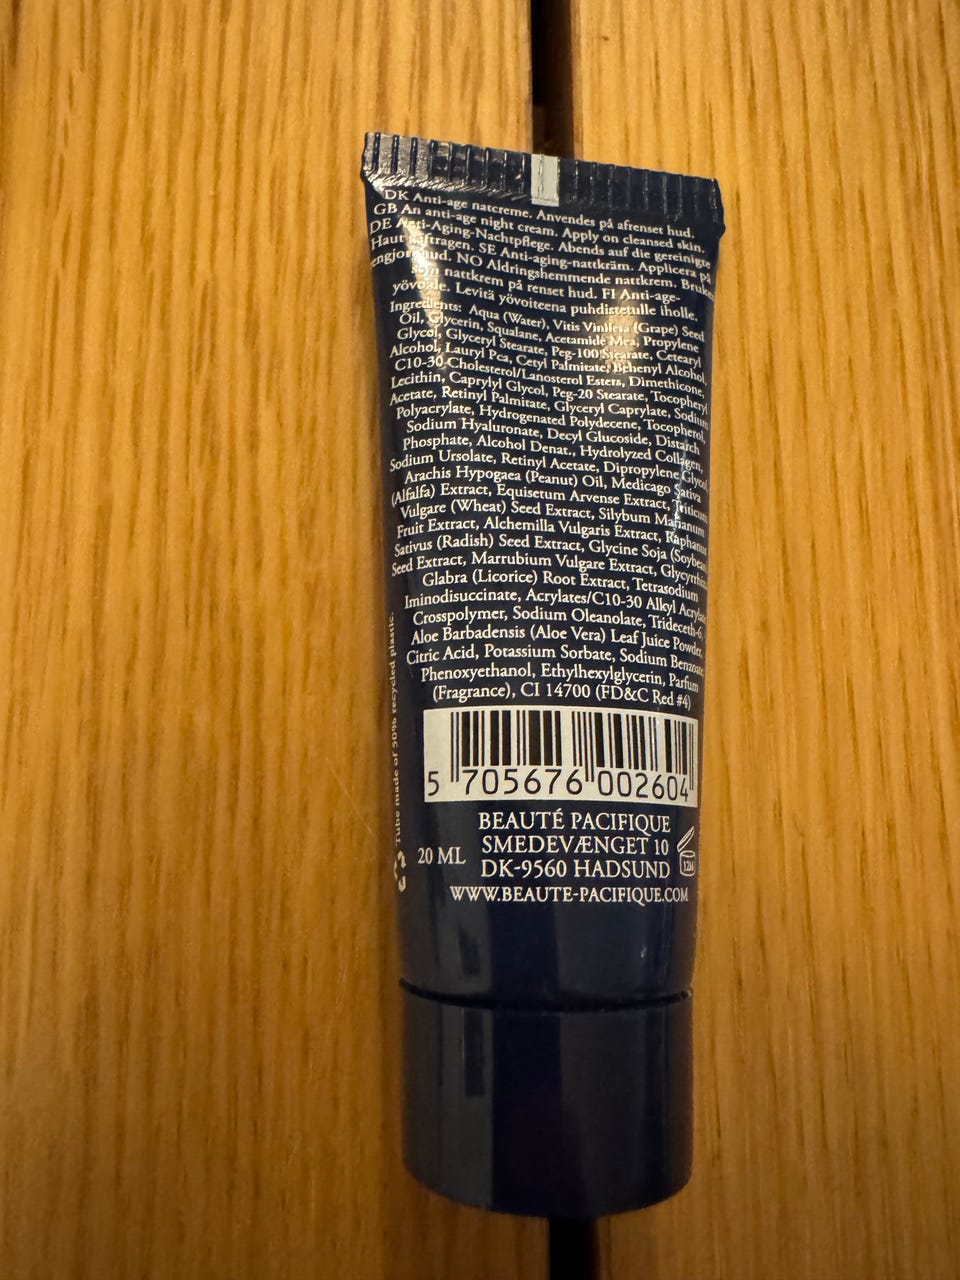 DK Anti-age natcreme. Anvendes på afrenset hud.
GB An anti-age night cream. Apply on cleansed skin.
DE Anti-Aging-Nachtpflege. Abends auf die gereinigte
Haut auftragen. SE Anti-aging-nattkräm. Applicera på
rengjord hud. NO Aldringshemmende nattkrem. Brukes
som nattkrem på renset hud. FI Anti-age-
yövoide. Levitä yövoiteena puhdistetulle iholle.
Ingredients: Aqua (Water), Vitis Vinifera (Grape) Seed
Oil, Glycerin, Squalane, Acetamide Mea, Propylene
Glycol, Glyceryl Stearate, Peg-100 Stearate, Cetearyl
Alcohol, Lauryl Pca, Cetyl Palmitate, Behenyl Alcohol,
C10-30 Cholesterol/Lanosterol Esters, Dimethicone,
Lecithin, Caprylyl Glycol, Peg-20 Stearate, Tocopheryl
Acetate, Retinyl Palmitate, Glyceryl Caprylate, Sodium
Polyacrylate, Hydrogenated Polydecene, Tocopherol,
Sodium Hyaluronate, Decyl Glucoside, Distarch
Phosphate, Alcohol Denat., Hydrolyzed Collagen,
Sodium Ursolate, Retinyl Acetate, Dipropylene Glycol,
Arachis Hypogaea (Peanut) Oil, Medicago Sativa
(Alfalfa) Extract, Equisetum Arvense Extract, Triticum
Vulgare (Wheat) Seed Extract, Silybum Marianum
Fruit Extract, Alchemilla Vulgaris Extract, Raphanus
Sativus (Radish) Seed Extract, Glycine Soja (Soybean)
Seed Extract, Marrubium Vulgare Extract, Glycyrrhiza
Glabra (Licorice) Root Extract, Tetrasodium
Iminodisuccinate, Acrylates/C10-30 Alkyl Acrylate
Crosspolymer, Sodium Oleanolate, Trideceth-6,
Aloe Barbadensis (Aloe Vera) Leaf Juice Powder,
Citric Acid, Potassium Sorbate, Sodium Benzoate,
Phenoxyethanol, Ethylhexylglycerin, Parfum
(Fragrance), CI 14700 (FD&C Red #4)
5 705676 002604
Tube made of 50% recycled plastic.
20 ML
BEAUTÉ PACIFIQUE
SMEDEVÆNGET 10
DK-9560 HADSUND
WWW.BEAUTE-PACIFIQUE.COM
12M